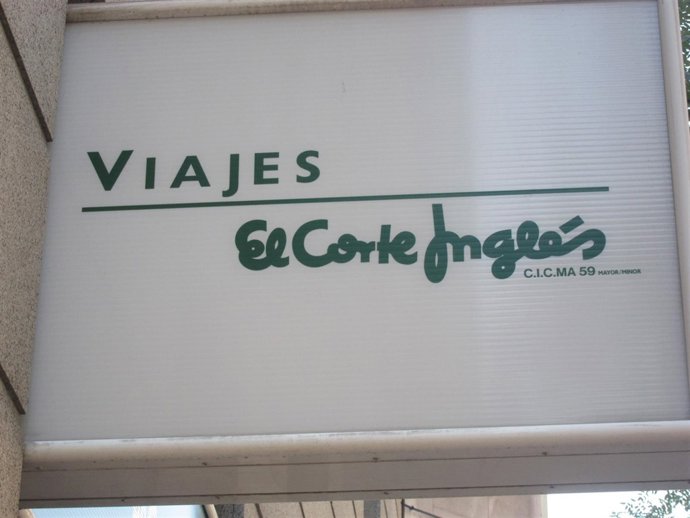 VIAJES
El Corte Inglés
C.I.C.MA 59 MAYOR/MINOR